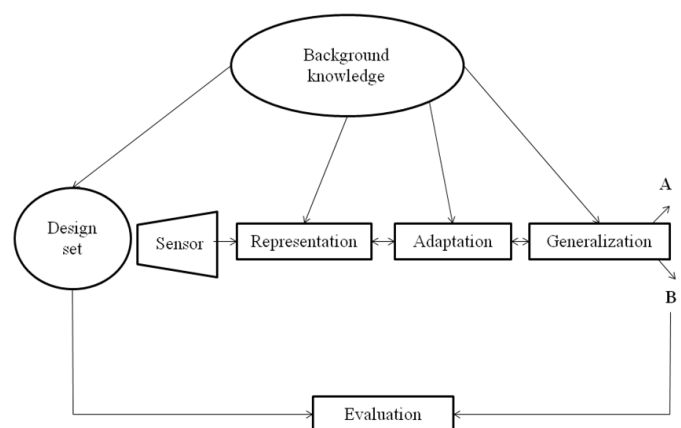 Background
knowledge
A
Design
set
Sensor
Representation
Adaptation
Generalization
B
Evaluation